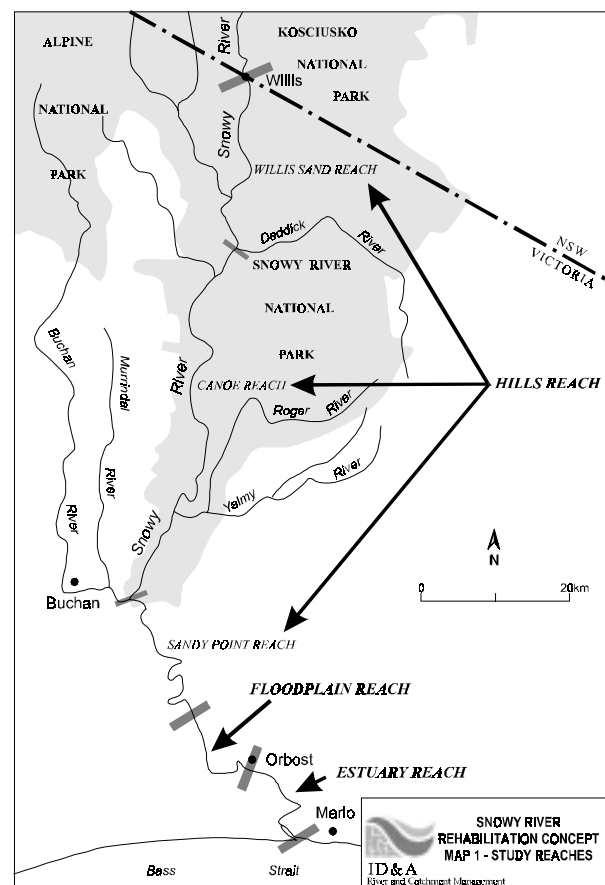 ALPINE
NATIONAL
PARK
River
Snowy
KOSCIUSKO
NATIONAL
PARK
Willis
WILLIS SAND REACH
NSW
VICTORIA
Deddick
River
SNOWY RIVER
NATIONAL
PARK
Buchan
River
Murrindal
River
River
CANOE REACH
HILLS REACH
Roger
River
Yalmy
River
Snowy
N
0
20km
Buchan
SANDY POINT REACH
FLOODPLAIN REACH
Orbost
ESTUARY REACH
Marlo
Bass
Strait
SNOWY RIVER
REHABILITATION CONCEPT
MAP 1 - STUDY REACHES
ID&A
River and Catchment Management